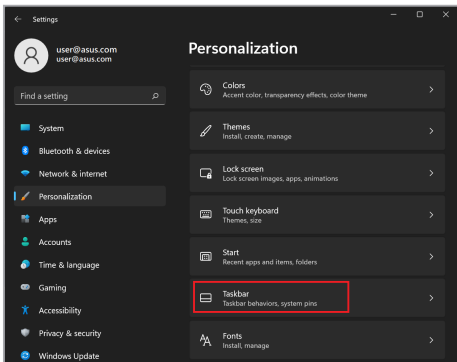 Settings
user@asus.com
user@asus.com
Find a setting
System
Bluetooth & devices
Network & internet
Personalization
Apps
Accounts
Time & language
Gaming
Accessibility
Privacy & security
Windows Update
Personalization
Colors
Accent color, transparency effects, color theme
Themes
Install, create, manage
Lock screen
Lock screen images, apps, animations
Touch keyboard
Themes, size
Start
Recent apps and items, folders
Taskbar
Taskbar behaviors, system pins
Fonts
Install, manage